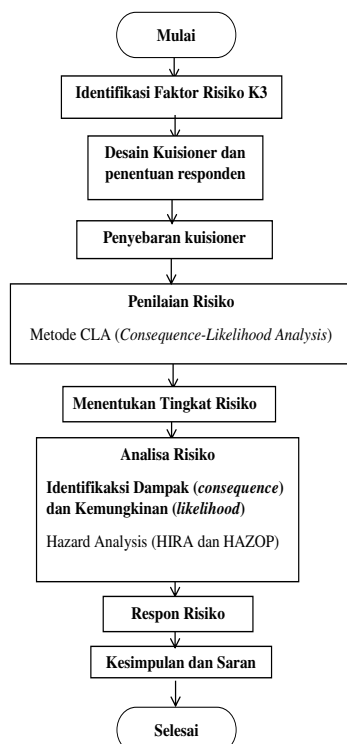 Mulai
Identifikasi Faktor Risiko K3
Desain Kuisioner dan
penentuan responden
Penyebaran kuisioner
Penilaian Risiko
Metode CLA (Consequence-Likelihood Analysis)
Menentukan Tingkat Risiko
Analisa Risiko
Identifikaksi Dampak (consequence)
dan Kemungkinan (likelihood)
Hazard Analysis (HIRA dan HAZOP)
Respon Risiko
Kesimpulan dan Saran
Selesai